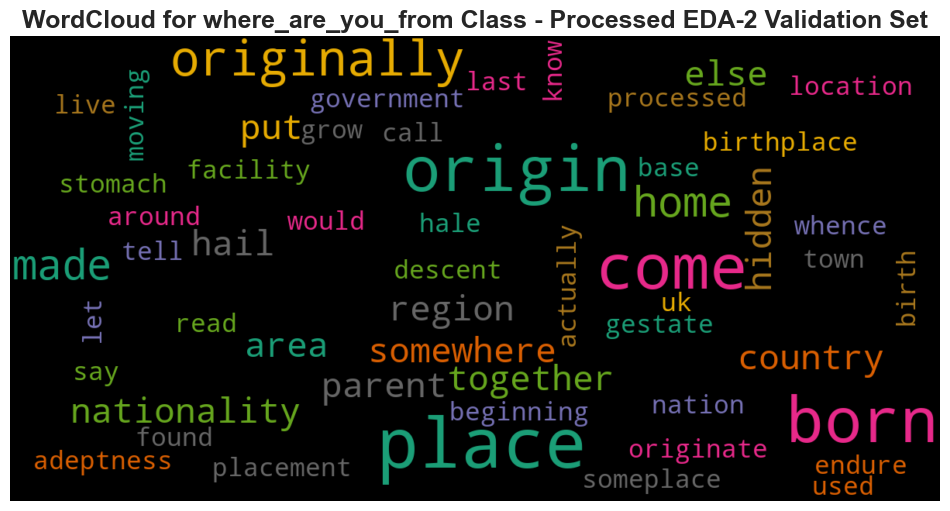 WordCloud for where_are_you_from Class - Processed EDA-2 Validation Set
originally
last
know
else
location
live
moving
government
processed
put
grow
call
birthplace
origin
base
stomach
facility
home
hidden
around
would
hale
whence
tell
hail
made
descent
come
town
actually
birth
region
uk
let
read
gestate
area
somewhere
country
say
parent
together
nationality
beginning
nation
born
found
place
originate
adeptness
placement
someplace
endure
used